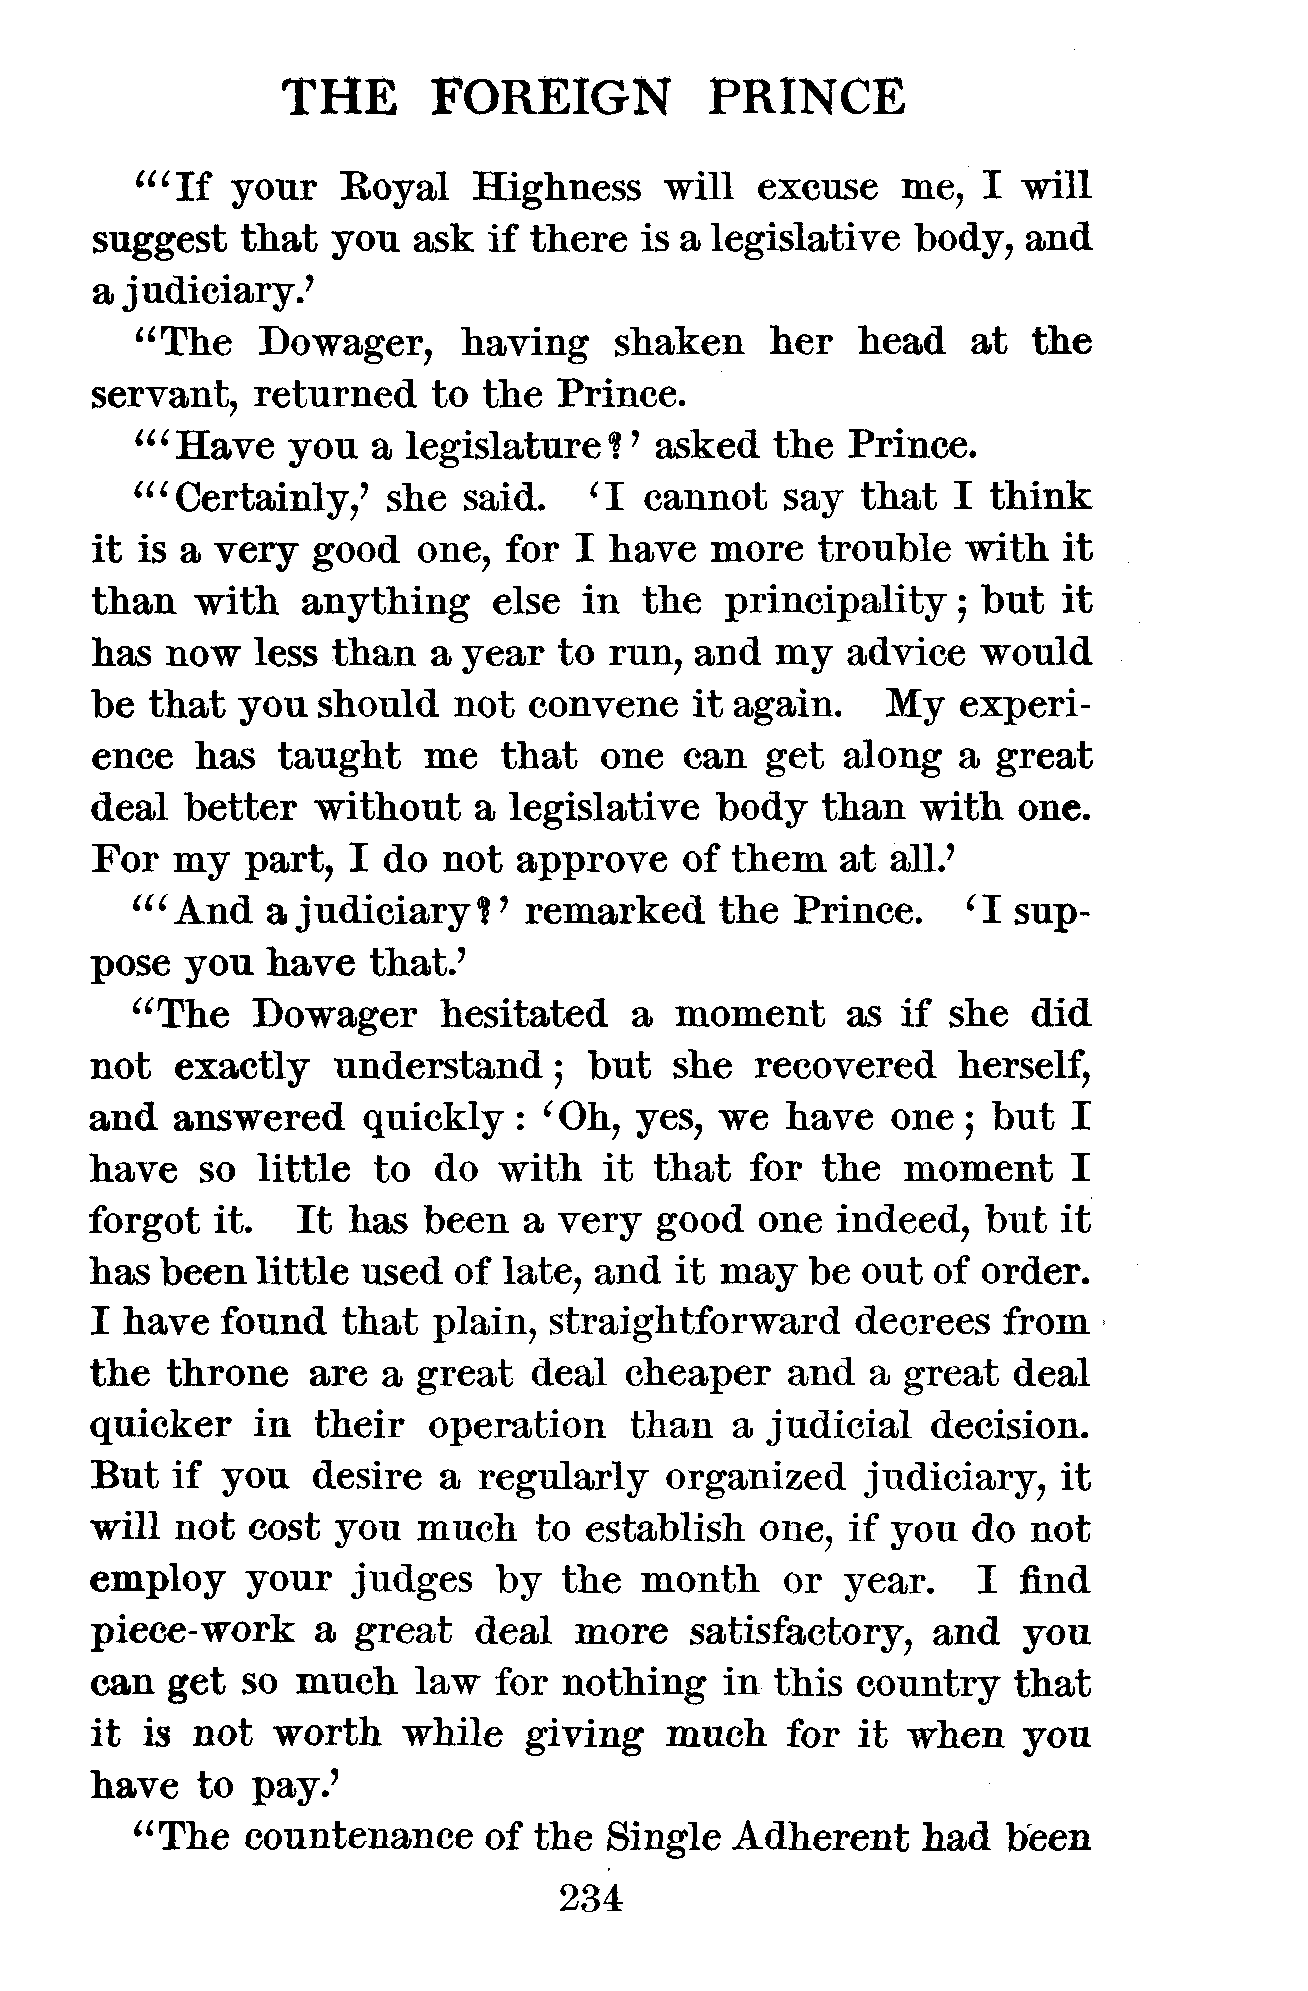 THE FOREIGN PRINCE
“‘If your Royal Highness will excuse me, I will
suggest that you ask if there is a legislative body, and
a judiciary.’
“The Dowager, having shaken her head at the
servant, returned to the Prince.
“‘Have you a legislature?’ asked the Prince.
“‘Certainly,’ she said. ‘I cannot say that I think
it is a very good one, for I have more trouble with it
than with anything else in the principality; but it
has now less than a year to run, and my advice would
be that you should not convene it again. My experi-
ence has taught me that one can get along a great
deal better without a legislative body than with one.
For my part, I do not approve of them at all.’
“‘And a judiciary?’ remarked the Prince. ‘I sup-
pose you have that.’
“The Dowager hesitated a moment as if she did
not exactly understand; but she recovered herself,
and answered quickly: ‘Oh, yes, we have one; but I
have so little to do with it that for the moment I
forgot it. It has been a very good one indeed, but it
has been little used of late, and it may be out of order.
I have found that plain, straightforward decrees from
the throne are a great deal cheaper and a great deal
quicker in their operation than a judicial decision.
But if you desire a regularly organized judiciary, it
will not cost you much to establish one, if you do not
employ your judges by the month or year. I find
piece-work a great deal more satisfactory, and you
can get so much law for nothing in this country that
it is not worth while giving much for it when you
have to pay.’
“The countenance of the Single Adherent had been
234